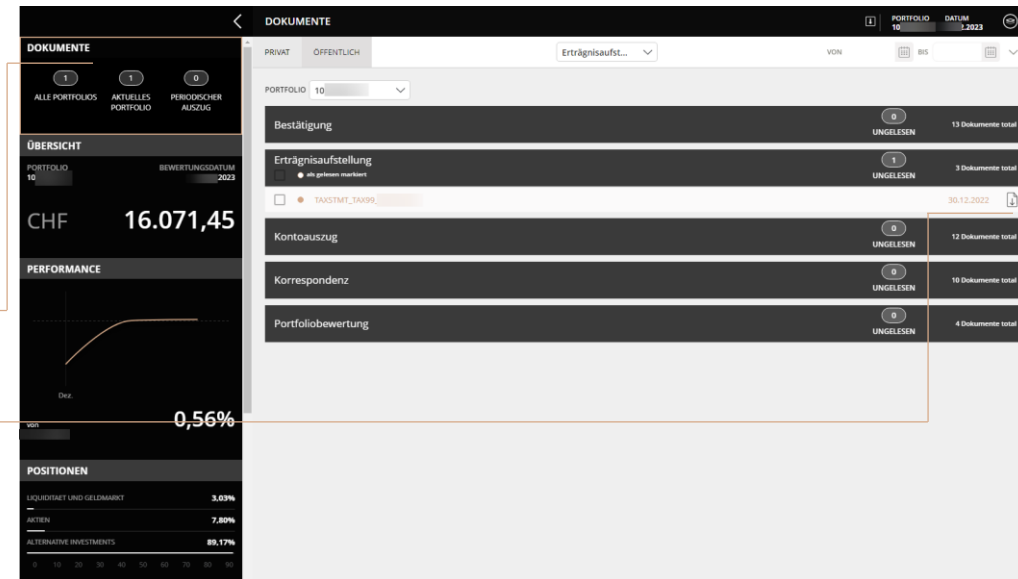 DOKUMENTE
PORTFOLIO DATUM
10 .2023
DOKUMENTE
1 1 0
ALLE PORTFOLIOS AKTUELLES PORTFOLIO PERIODISCHER AUSZUG
ÜBERSICHT
PORTFOLIO BEWERTUNGSDATUM
10 2023
CHF 16.071,45
PERFORMANCE
Dez.
von
0,56%
POSITIONEN
LIQUIDITAET UND GELDMARKT 3,03%
AKTIEN 7,80%
ALTERNATIVE INVESTMENTS 89,17%
0 10 20 30 40 50 60 70 80 90
PRIVAT ÖFFENTLICH Erträgnisaufst... VON BIS
PORTFOLIO 10
Bestätigung 0 UNGELESEN 13 Dokumente total
Erträgnisaufstellung 1 UNGELESEN 3 Dokumente total
als gelesen markiert
TAXSTMT_TAX99_ 30.12.2022
Kontoauszug 0 UNGELESEN 12 Dokumente total
Korrespondenz 0 UNGELESEN 10 Dokumente total
Portfoliobewertung 0 UNGELESEN 4 Dokumente total